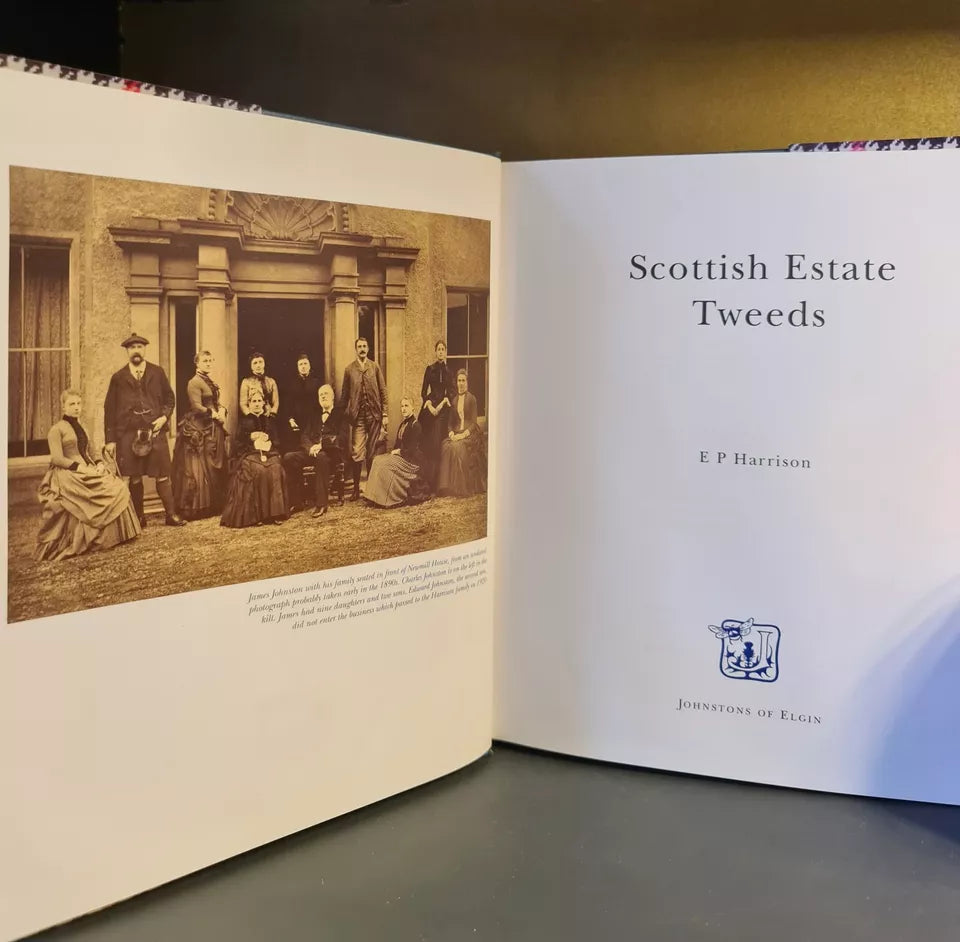 James Johnston with his family seated in front of Newmill House, from an undated
photograph probably taken early in the 1890s. Charles Johnston is on the left in the
kilt. James had nine daughters and two sons. Edward Johnston, the second son,
did not enter the business which passed to the Harrison family in 1920
Scottish Estate
Tweeds
E P Harrison
J
Johnstons of Elgin